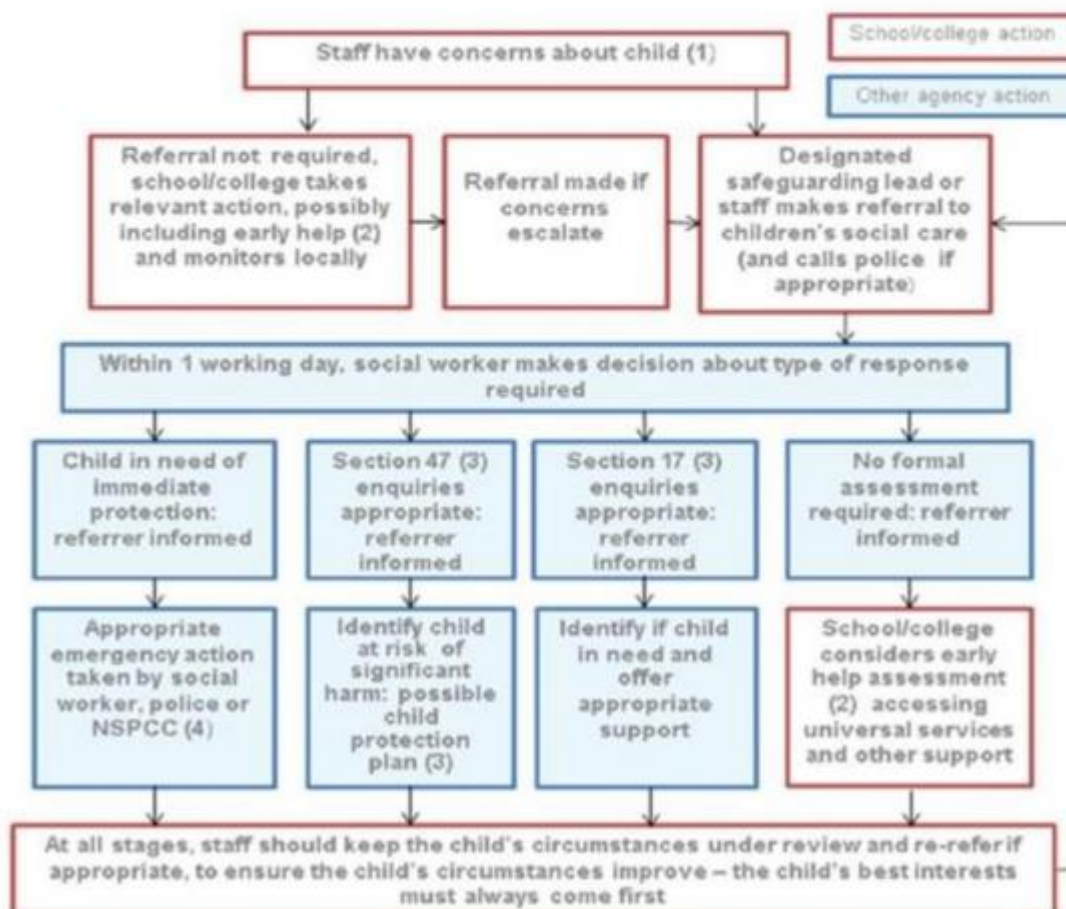 School/college action
Staff have concerns about child (1)
Other agency action
Referral not required,
school/college takes
relevant action, possibly
including early help (2)
and monitors locally
Referral made if
concerns
escalate
Designated
safeguarding lead or
staff makes referral to
children's social care
(and calls police if
appropriate)
Within 1 working day, social worker makes decision about type of response
required
Child in need of
immediate
protection:
referrer informed
Section 47 (3)
enquiries
appropriate:
referrer
informed
Section 17 (3)
enquiries
appropriate:
referrer
informed
No formal
assessment
required: referrer
informed
Appropriate
emergency action
taken by social
worker, police or
NSPCC (4)
Identify child
at risk of
significant
harm: possible
child
protection
plan (3)
Identify if child
in need and
offer
appropriate
support
School/college
considers early
help assessment
(2) accessing
universal services
and other support
At all stages, staff should keep the child's circumstances under review and re-refer if
appropriate, to ensure the child's circumstances improve – the child's best interests
must always come first